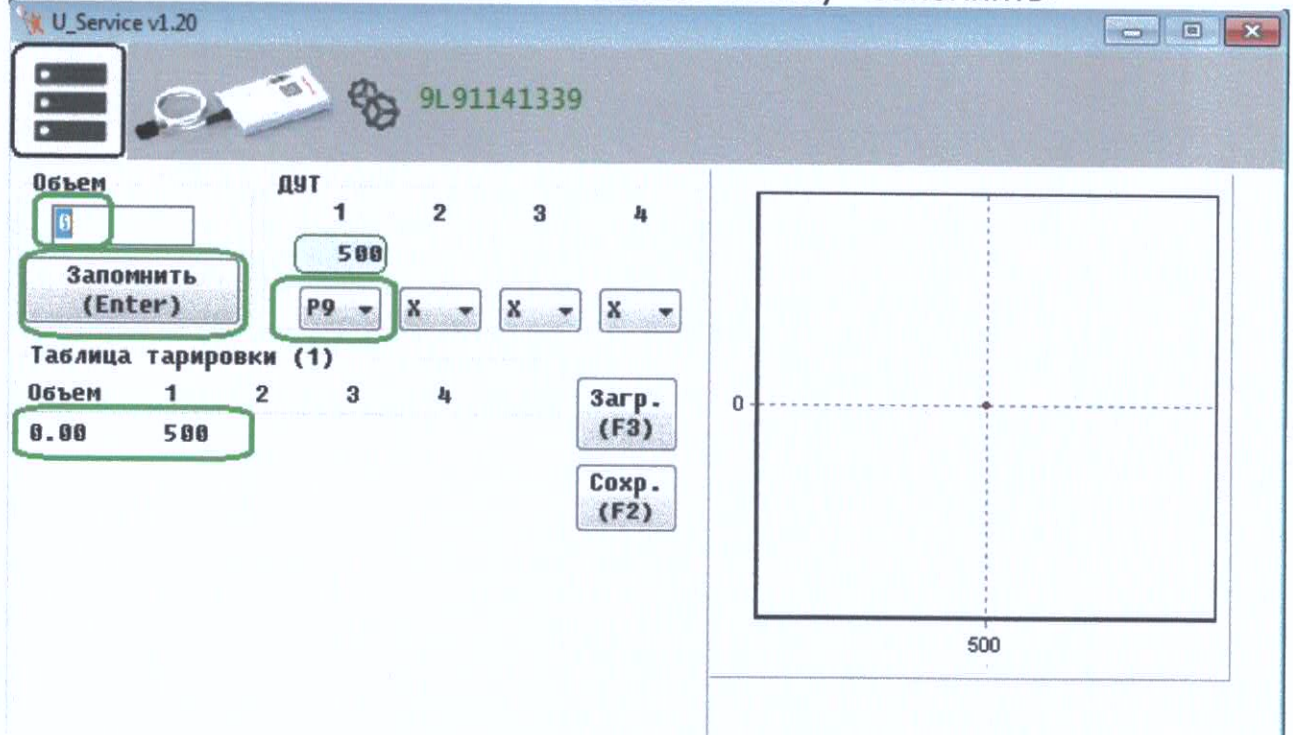 U_Service v1.20
9L91141339
Объем
ДУТ
1 2 3 4
0
500
Запомнить
(Enter)
P9 X X X
Таблица тарировки (1)
Объем 1 2 3 4
0.00 500
Загр.
(F3)
Сохр.
(F2)
0
500